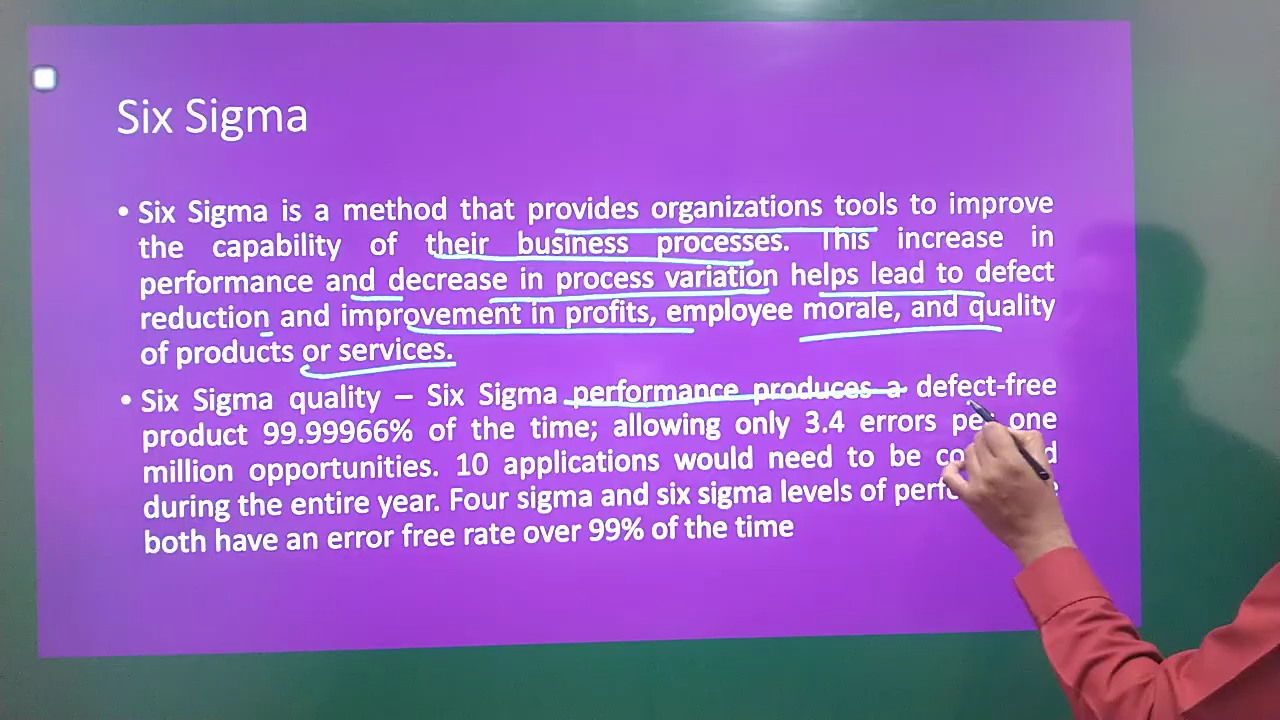 Six Sigma
• Six Sigma is a method that provides organizations tools to improve
the capability of their business processes. This increase in
performance and decrease in process variation helps lead to defect
reduction and improvement in profits, employee morale, and quality
of products or services.
• Six Sigma quality – Six Sigma performance produces a defect-free
product 99.99966% of the time; allowing only 3.4 errors per one
million opportunities. 10 applications would need to be
during the entire year. Four sigma and six sigma levels of
both have an error free rate over 99% of the time